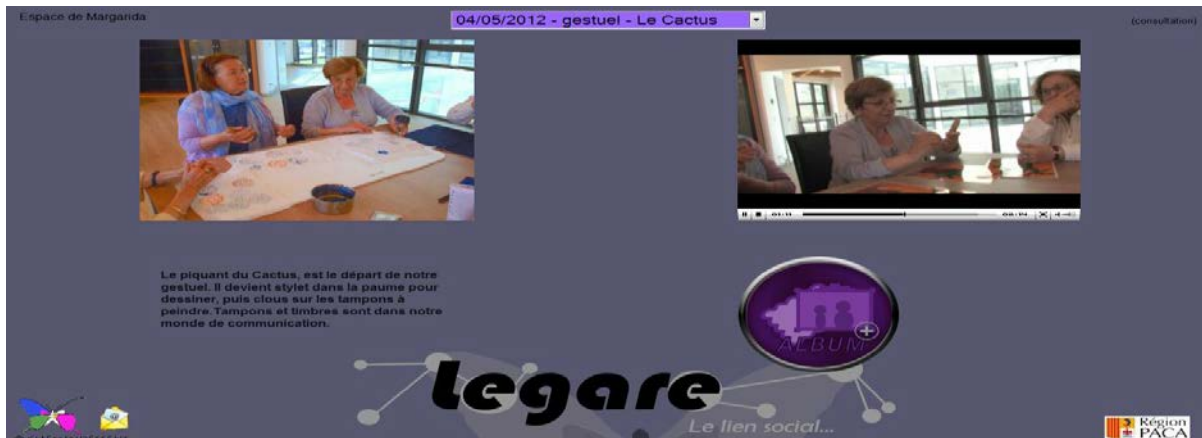 Espace de Margarida
04/05/2012 - gestuel - Le Cactus
(consultation)
Le piquant du Cactus, est le départ de notre
gestuel. Il devient stylet dans la paume pour
dessiner, puis clous sur les tampons à
peindre.Tampons et timbres sont dans notre
monde de communication.
ALBUM
Legare
Le lien social...
Région
PACA